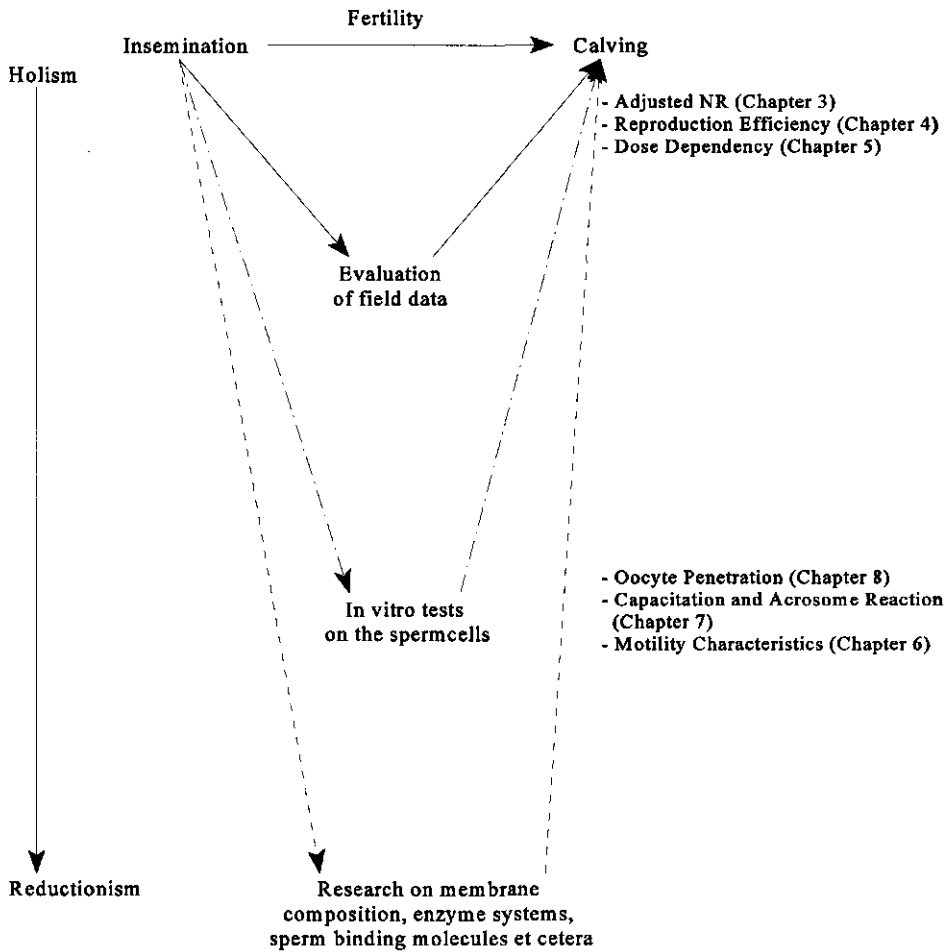 Fertility
Insemination
Calving
Holism
- Adjusted NR (Chapter 3)
- Reproduction Efficiency (Chapter 4)
- Dose Dependency (Chapter 5)
Evaluation
of field data
- Oocyte Penetration (Chapter 8)
- Capacitation and Acrosome Reaction
(Chapter 7)
- Motility Characteristics (Chapter 6)
In vitro tests
on the spermcells
Reductionism
Research on membrane
composition, enzyme systems,
sperm binding molecules et cetera